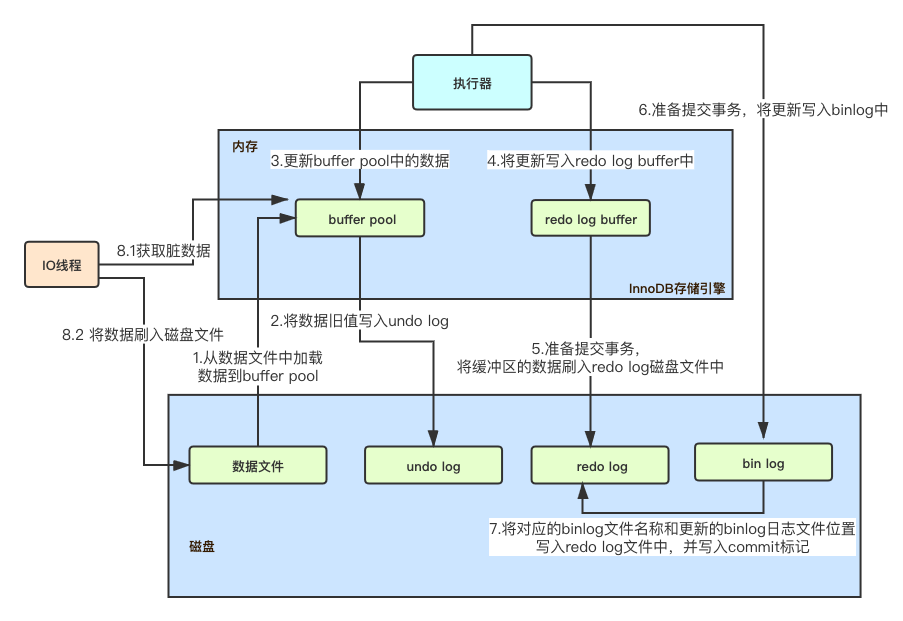 执行器
6.准备提交事务，将更新写入binlog中
内存
3.更新buffer pool中的数据
4.将更新写入redo log buffer中
buffer pool
redo log buffer
8.1获取脏数据
IO线程
InnoDB存储引擎
2.将数据旧值写入undo log
8.2 将数据刷入磁盘文件
1.从数据文件中加载
数据到buffer pool
5.准备提交事务，
将缓冲区的数据刷入redo log磁盘文件中
数据文件
undo log
redo log
bin log
7.将对应的binlog文件名称和更新的binlog日志文件位置
写入redo log文件中，并写入commit标记
磁盘